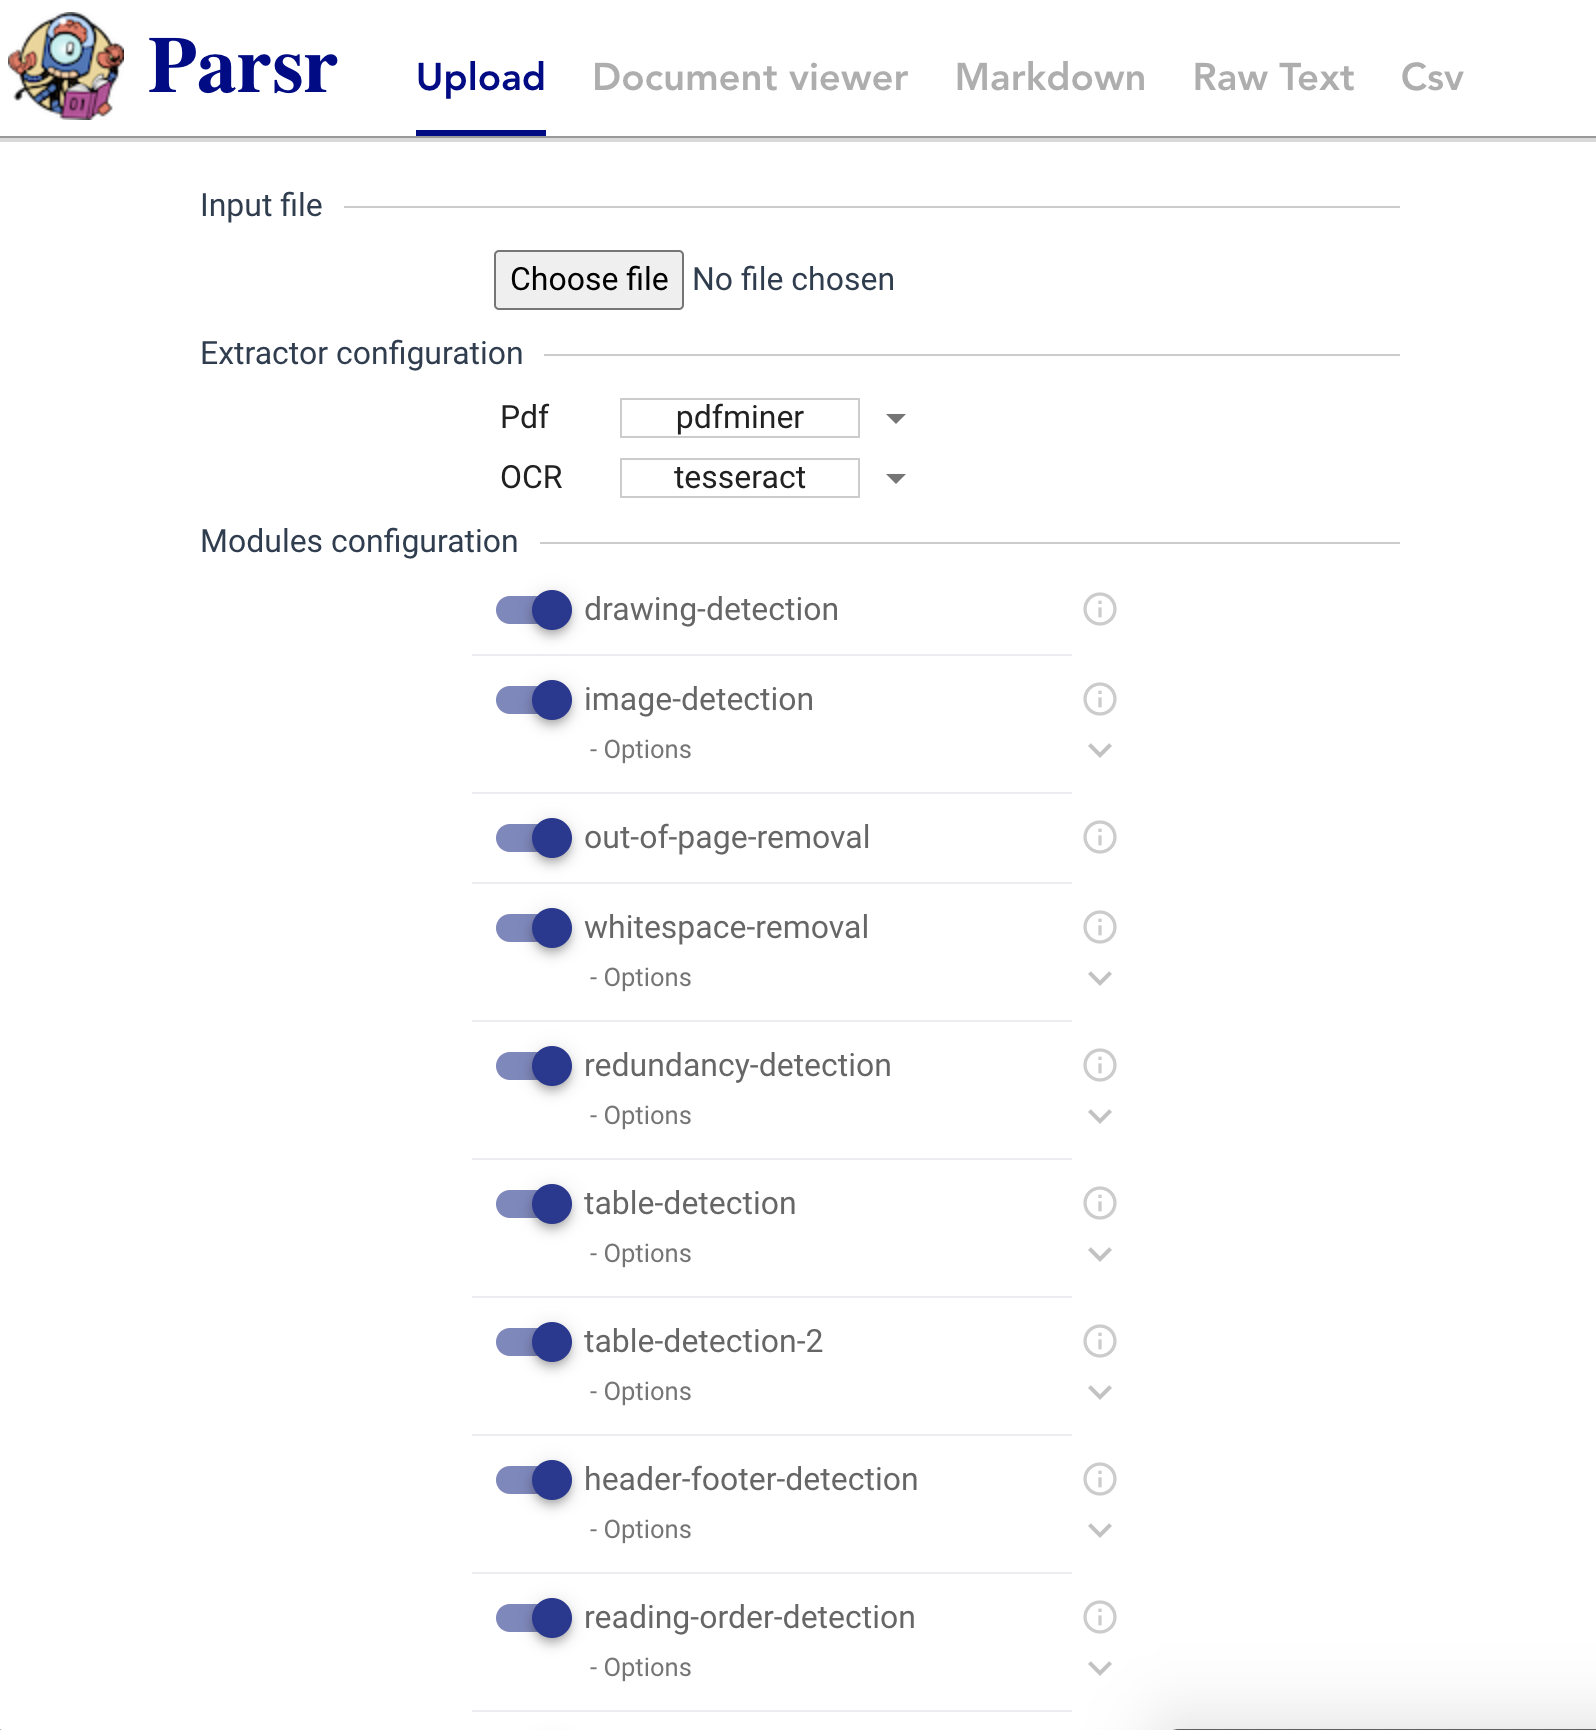 Parsr Upload Document viewer Markdown Raw Text Csv
Input file
Choose file No file chosen
Extractor configuration
Pdf pdfminer
OCR tesseract
Modules configuration
drawing-detection
image-detection
- Options
out-of-page-removal
whitespace-removal
- Options
redundancy-detection
- Options
table-detection
- Options
table-detection-2
- Options
header-footer-detection
- Options
reading-order-detection
- Options